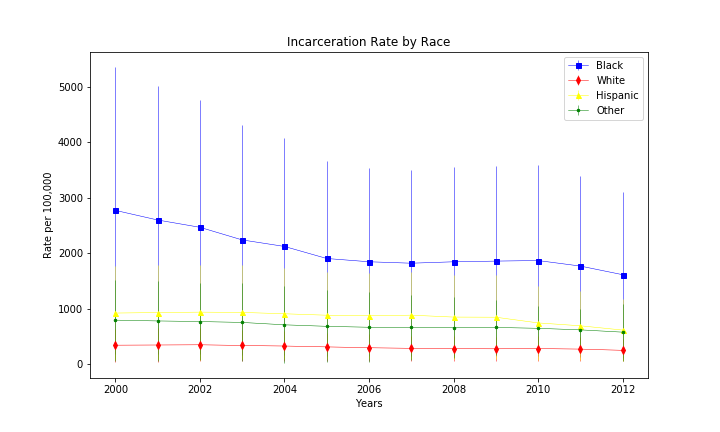 Incarceration Rate by Race
Black
White
Hispanic
Other
Rate per 100,000
5000
4000
3000
2000
1000
0
2000 2002 2004 2006 2008 2010 2012
Years